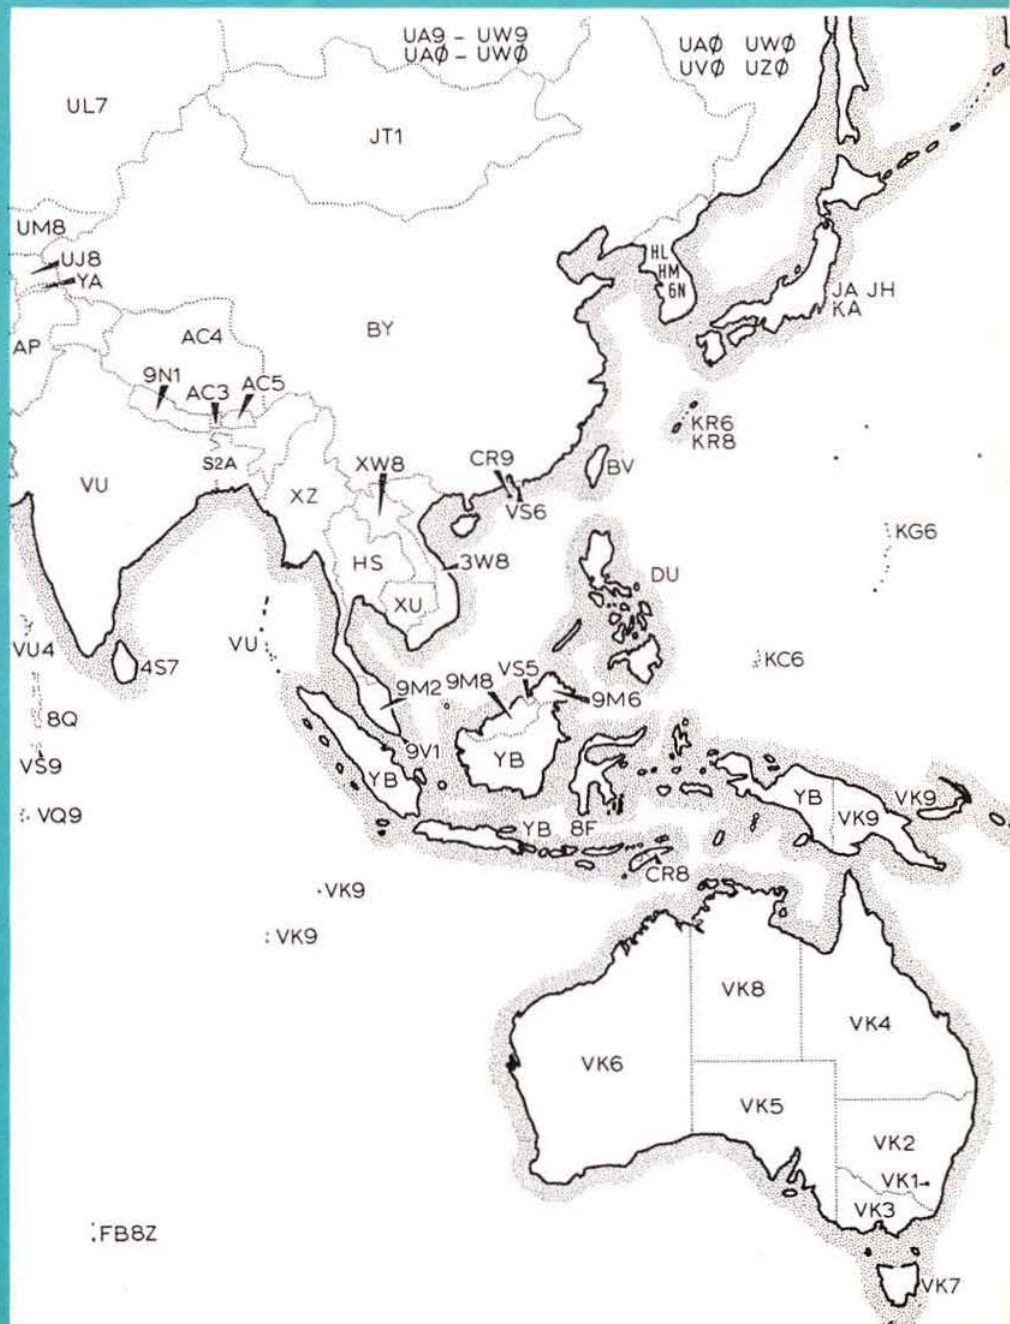 UA9 - UW9
UAØ - UWØ
UAØ UWØ
UVØ UZØ
UL7
JT1
UM8
UJ8
YA
HL
HM
6N
JA JH
KA
AP
AC4
BY
9N1
AC3
AC5
KR6
KR8
S2A
VU
XZ
XW8
CR9
VS6
BV
KG6
HS
3W8
DU
XU
VU4
VU
4S7
KC6
9M2
9M8
VS5
9M6
8Q
9V1
VS9
YB
YB
YB
VK9
VK9
VQ9
YB 8F
CR8
VK9
VK9
VK8
VK4
VK6
VK5
VK2
VK1
VK3
FB8Z
VK7